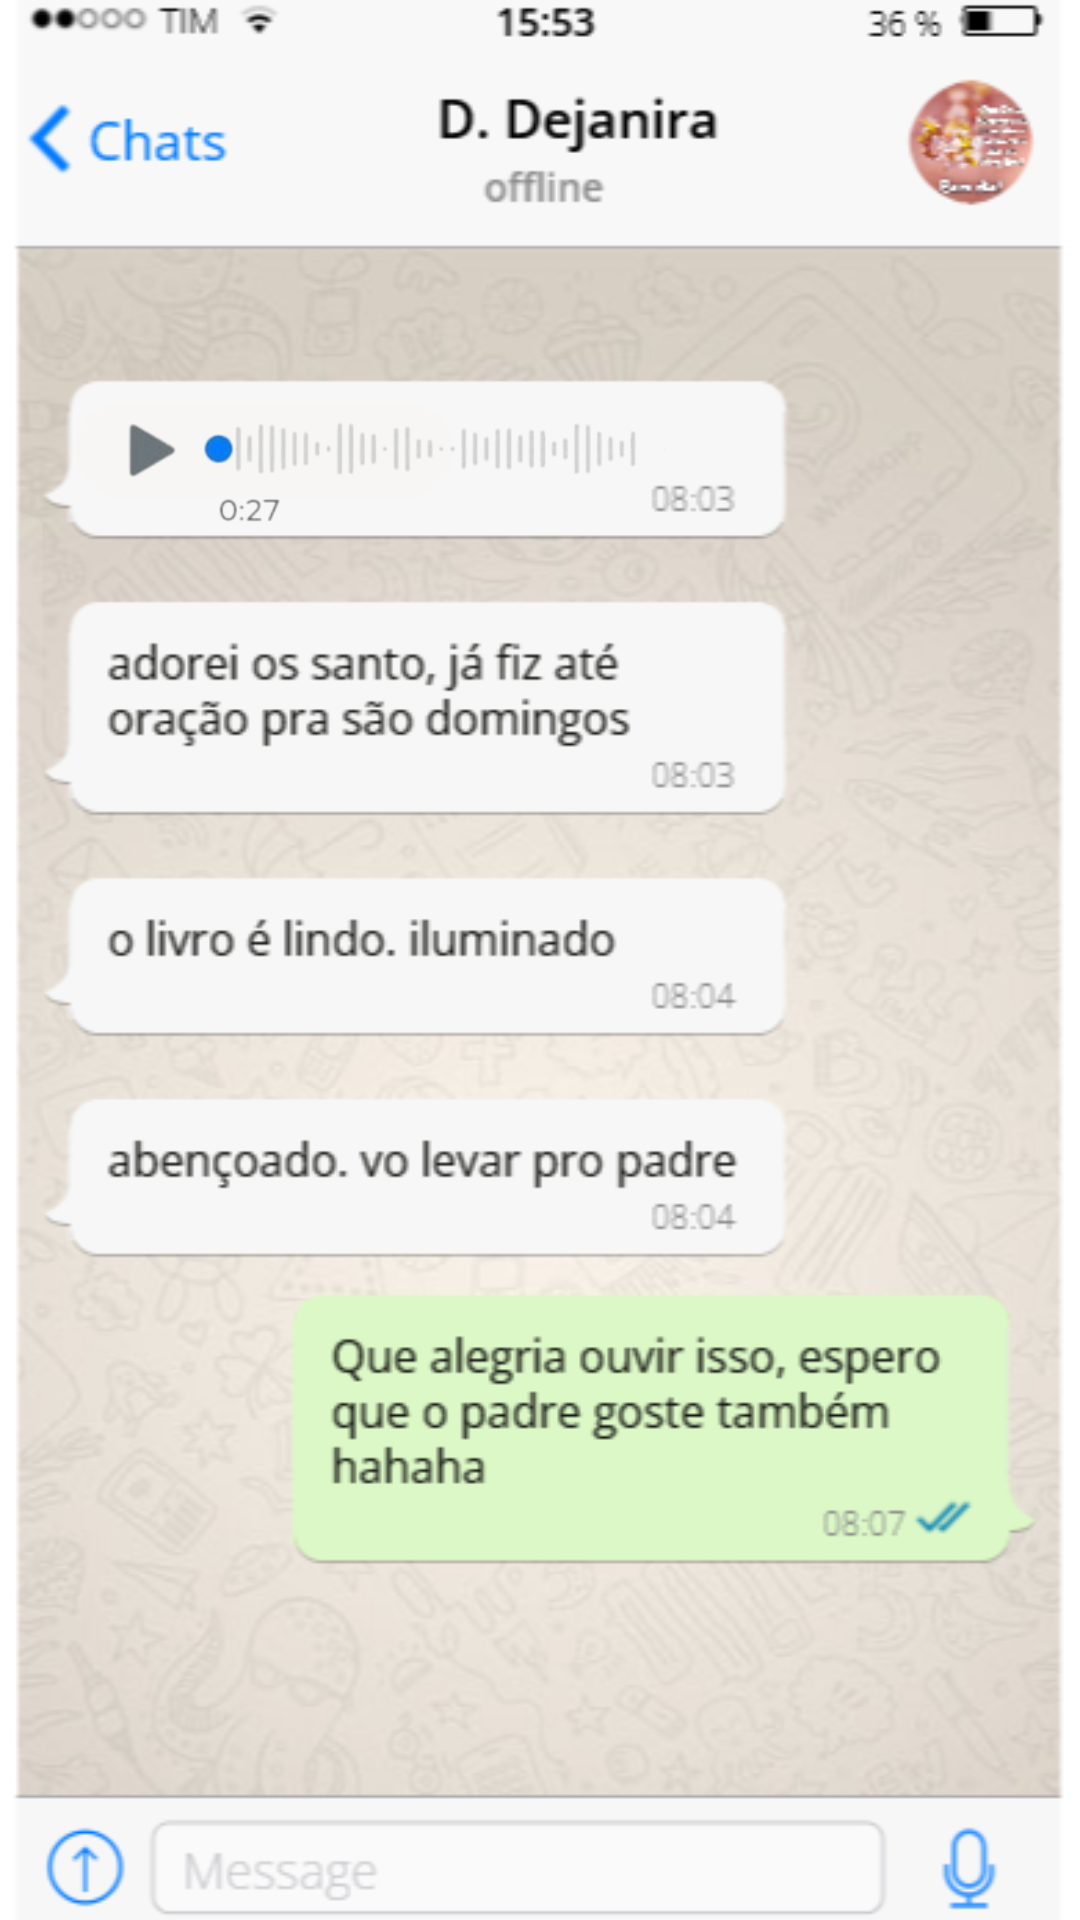 TIM
15:53
36 %
Chats
D. Dejanira
offline
0:27
08:03
adorei os santo, já fiz até
oração pra são domingos
08:03
o livro é lindo. iluminado
08:04
abençoado. vo levar pro padre
08:04
Que alegria ouvir isso, espero
que o padre goste também
hahaha
08:07
Message